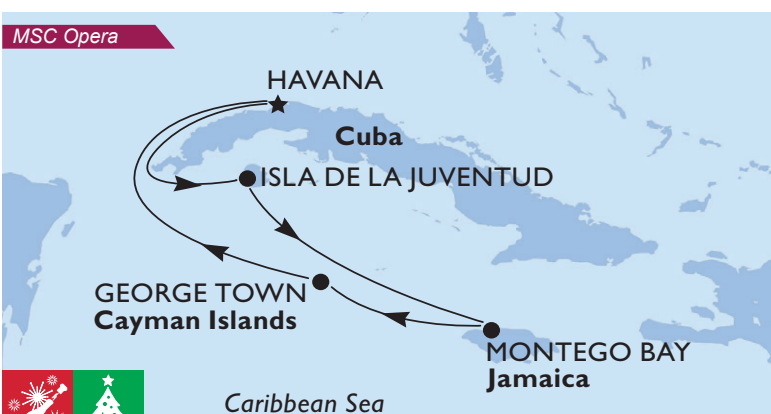 MSC Opera
HAVANA
Cuba
ISLA DE LA JUVENTUD
GEORGE TOWN
Cayman Islands
MONTEGO BAY
Jamaica
Caribbean Sea